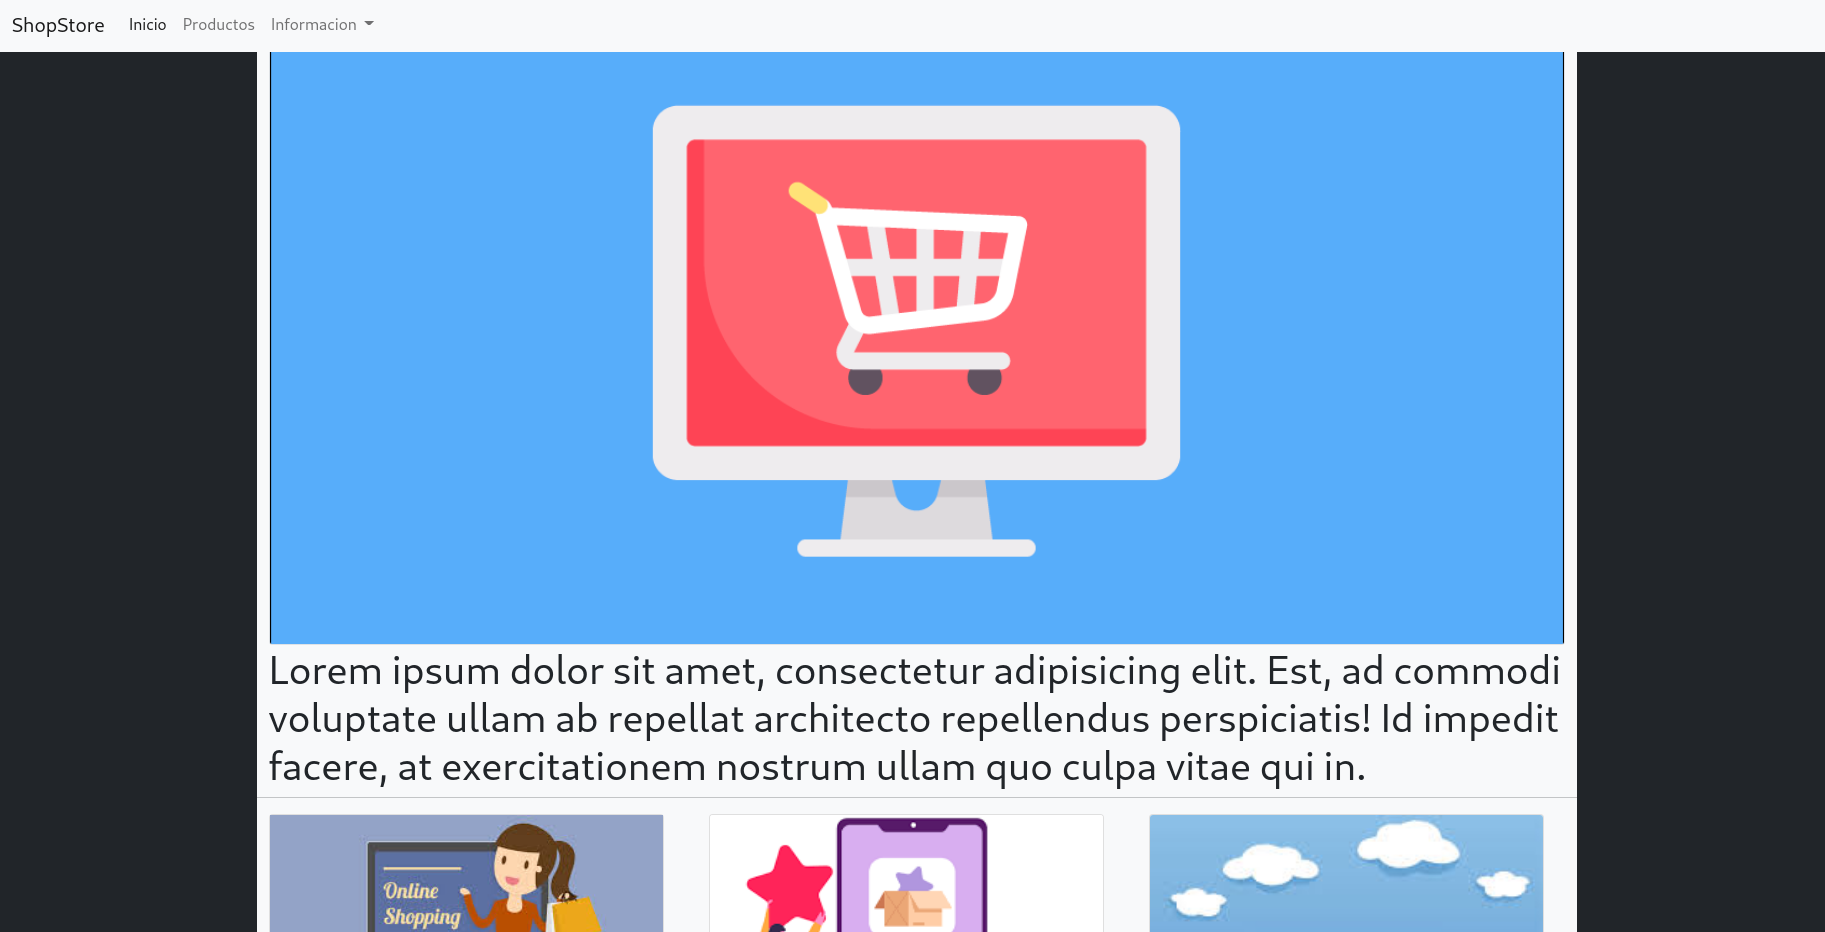 ShopStore Inicio Productos Informacion
Lorem ipsum dolor sit amet, consectetur adipisicing elit. Est, ad commodi
voluptate ullam ab repellat architecto repellendus perspiciatis! Id impedit
facere, at exercitationem nostrum ullam quo culpa vitae qui in.
Online
Shopping